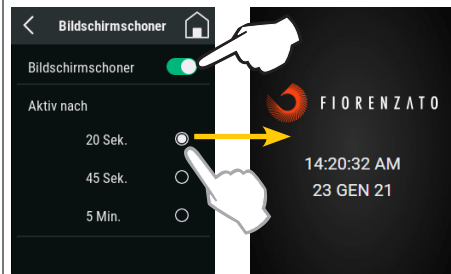 Bildschirmschoner
Bildschirmschoner
Aktiv nach
20 Sek.
45 Sek.
5 Min.
FIORENZATO
14:20:32 AM
23 GEN 21